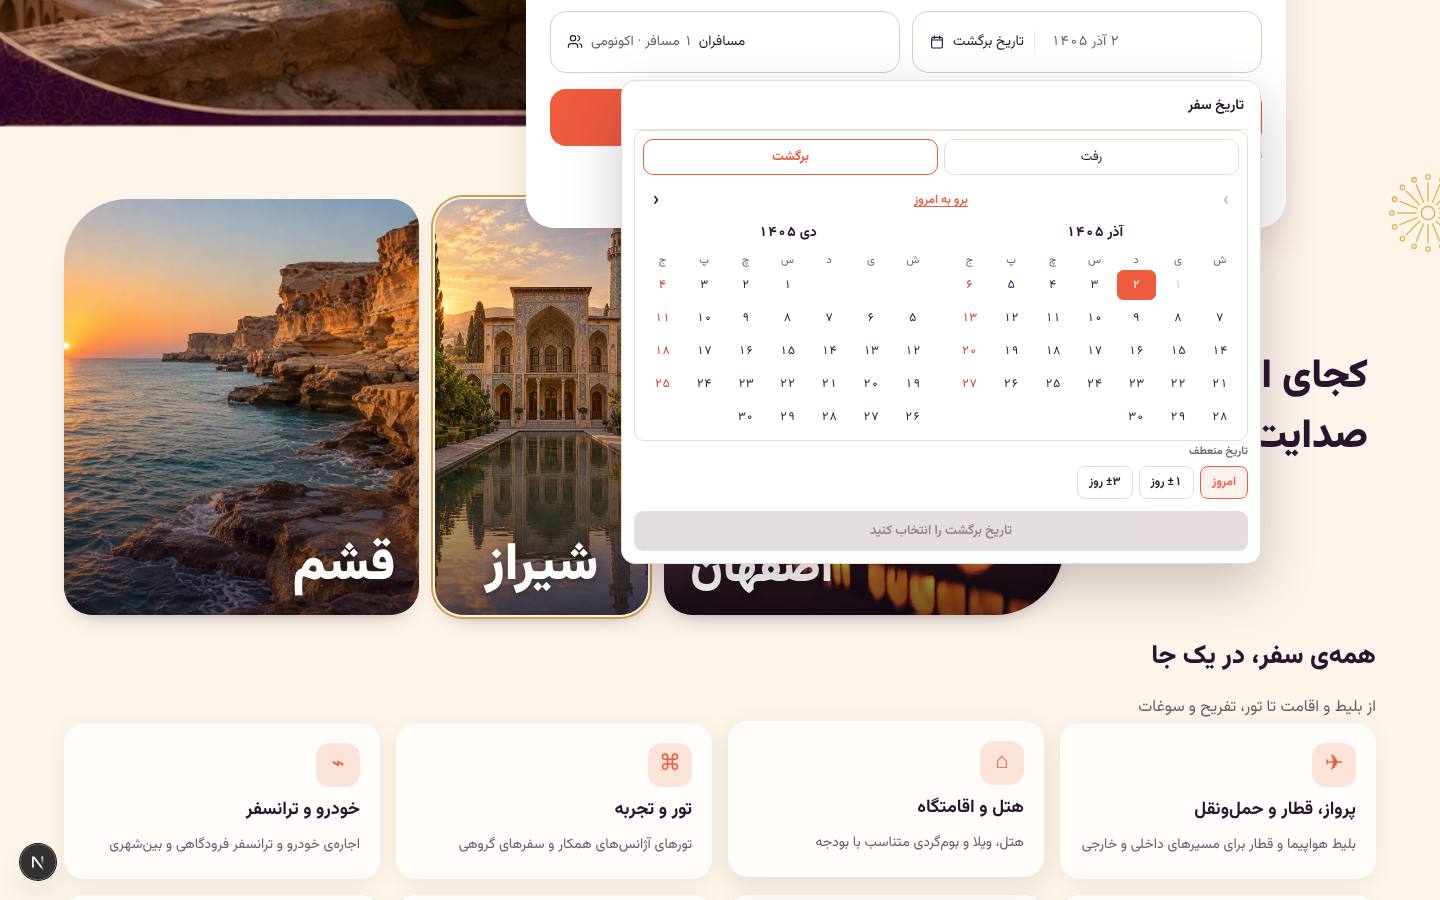 تاریخ برگشت ۲ آذر ۱۴۰۵
مسافران ۱ مسافر · اکونومی
تاریخ سفر
رفت
برگشت
برو به امروز
آذر ۱۴۰۵
ش ی د س چ پ ج
۱ ۲ ۳ ۴ ۵ ۶
۷ ۸ ۹ ۱۰ ۱۱ ۱۲ ۱۳
۱۴ ۱۵ ۱۶ ۱۷ ۱۸ ۱۹ ۲۰
۲۱ ۲۲ ۲۳ ۲۴ ۲۵ ۲۶ ۲۷
۲۸ ۲۹ ۳۰
دی ۱۴۰۵
ش ی د س چ پ ج
۱ ۲ ۳ ۴
۵ ۶ ۷ ۸ ۹ ۱۰ ۱۱
۱۲ ۱۳ ۱۴ ۱۵ ۱۶ ۱۷ ۱۸
۱۹ ۲۰ ۲۱ ۲۲ ۲۳ ۲۴ ۲۵
۲۶ ۲۷ ۲۸ ۲۹ ۳۰
تاریخ منعطف
امروز
±۱ روز
±۳ روز
تاریخ برگشت را انتخاب کنید
کجای
صدایت
اصفهان
شیراز
قشم
همه‌ی سفر، در یک جا
از بلیط و اقامت تا تور، تفریح و سوغات
پرواز، قطار و حمل‌ونقل
بلیط هواپیما و قطار برای مسیرهای داخلی و خارجی
هتل و اقامتگاه
هتل، ویلا و بوم‌گردی متناسب با بودجه
تور و تجربه
تورهای آژانس‌های همکار و سفرهای گروهی
خودرو و ترانسفر
اجاره‌ی خودرو و ترانسفر فرودگاهی و بین‌شهری
N